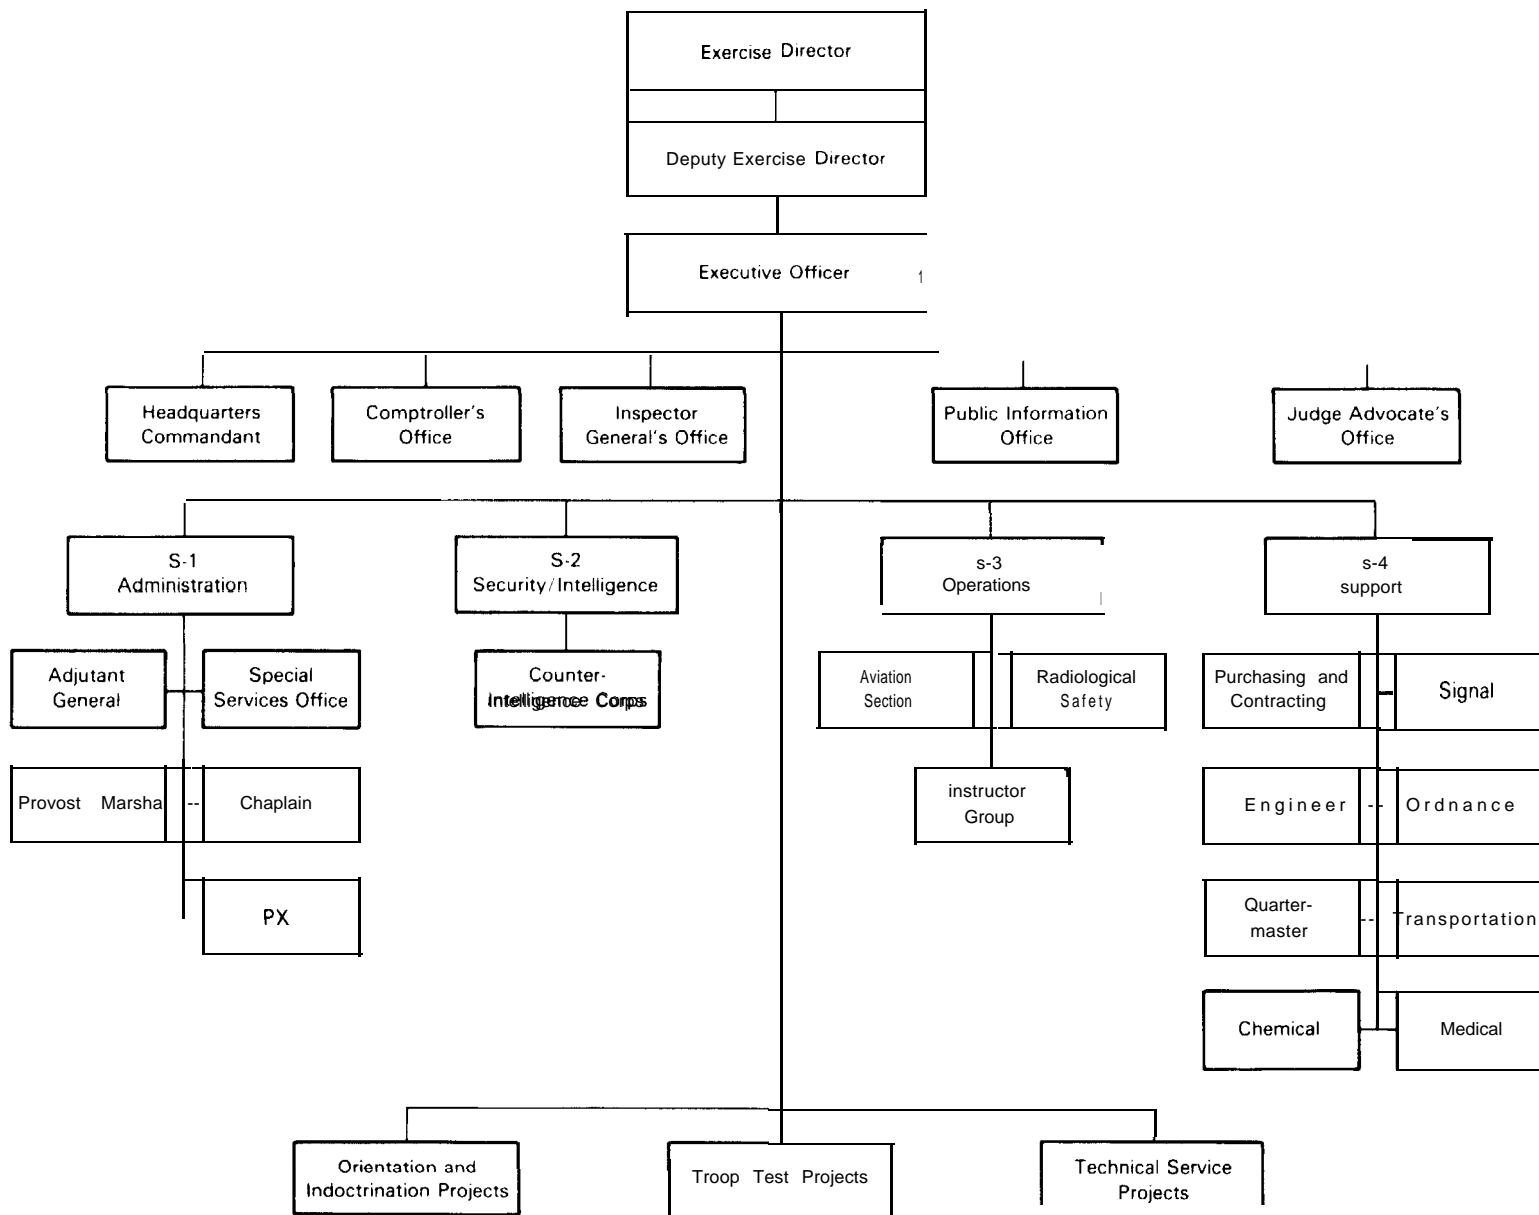 Exercise Director
Deputy Exercise Director
Executive Officer
Headquarters
Commandant
Comptroller's
Office
Inspector
General's Office
Public Information
Office
Judge Advocate's
Office
S-1
Administration
S-2
Security/Intelligence
s-3
Operations
s-4
support
Adjutant
General
Special
Services Office
Counter-
Intelligence Corps
Aviation
Section
Radiological
Safety
Purchasing and
Contracting
Signal
Provost Marsha
Chaplain
instructor
Group
Engineer
Ordnance
PX
Quarter-
master
Transportation
Chemical
Medical
Orientation and
Indoctrination Projects
Troop Test Projects
Technical Service
Projects